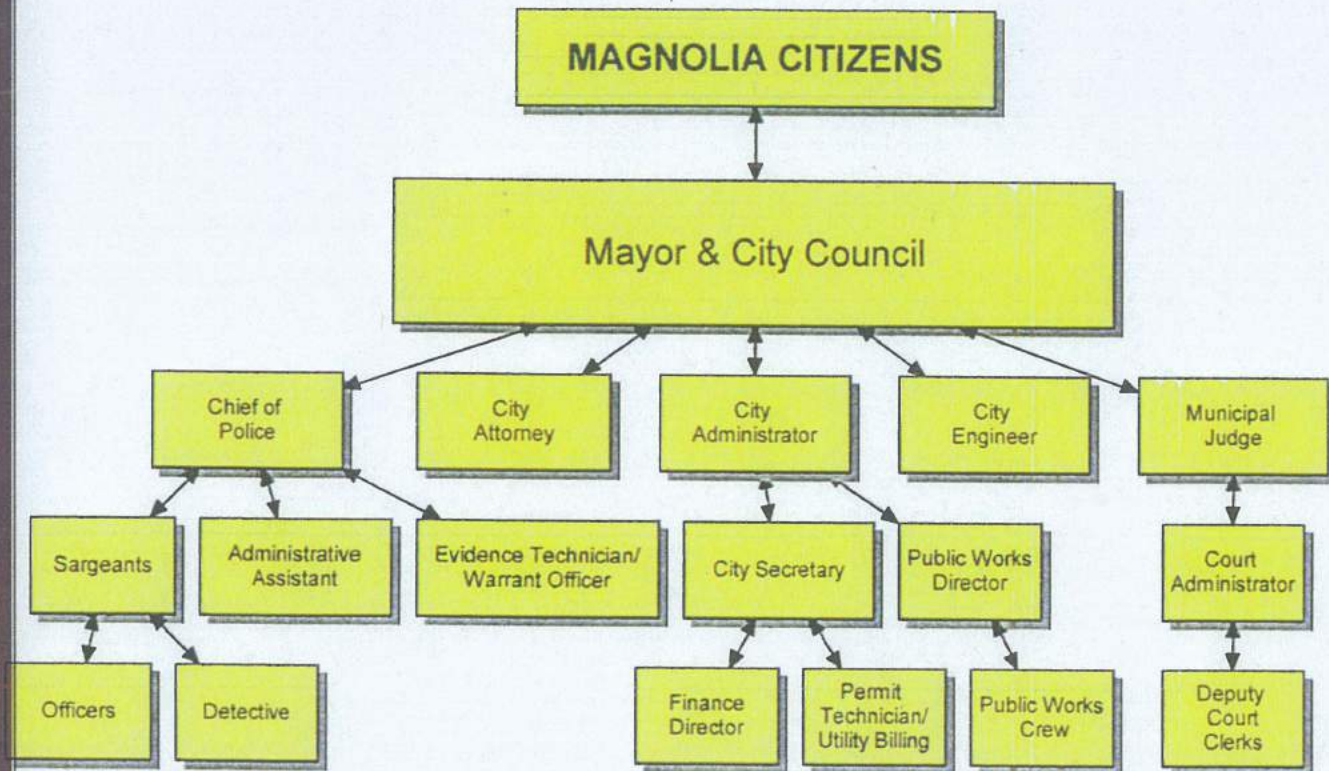 MAGNOLIA CITIZENS
Mayor & City Council
Chief of
Police
City
Attorney
City
Administrator
City
Engineer
Municipal
Judge
Sargeants
Administrative
Assistant
Evidence Technician/
Warrant Officer
City Secretary
Public Works
Director
Court
Administrator
Officers
Detective
Finance
Director
Permit
Technician/
Utility Billing
Public Works
Crew
Deputy
Court
Clerks